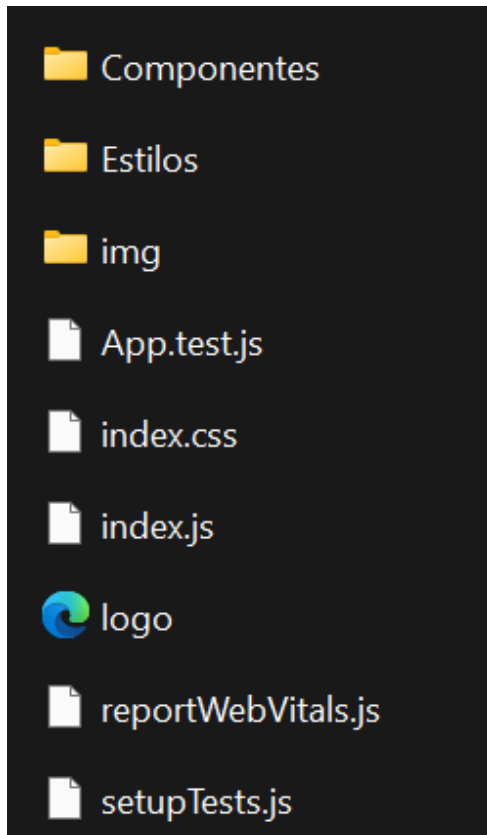 Componentes
Estilos
img
App.test.js
index.css
index.js
logo
reportWebVitals.js
setupTests.js